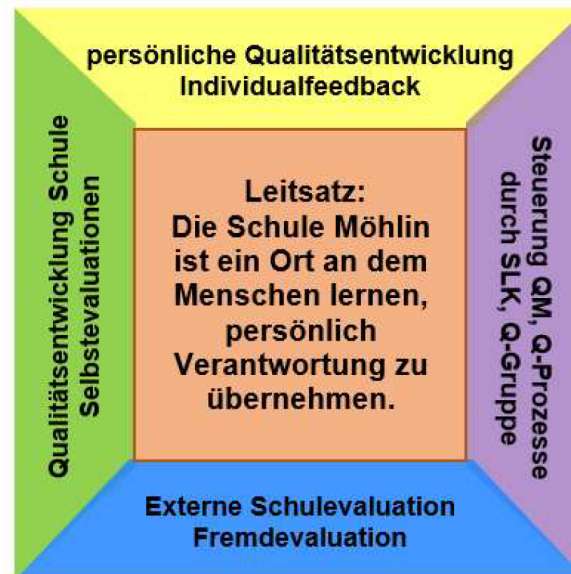 persönliche Qualitätsentwicklung
Individualfeedback
Qualitätsentwicklung Schule
Selbstevaluationen
Leitsatz:
Die Schule Möhlin
ist ein Ort an dem
Menschen lernen,
persönlich
Verantwortung zu
übernehmen.
Steuerung QM, Q-Prozesse
durch SLK, Q-Gruppe
Externe Schulevaluation
Fremdevaluation